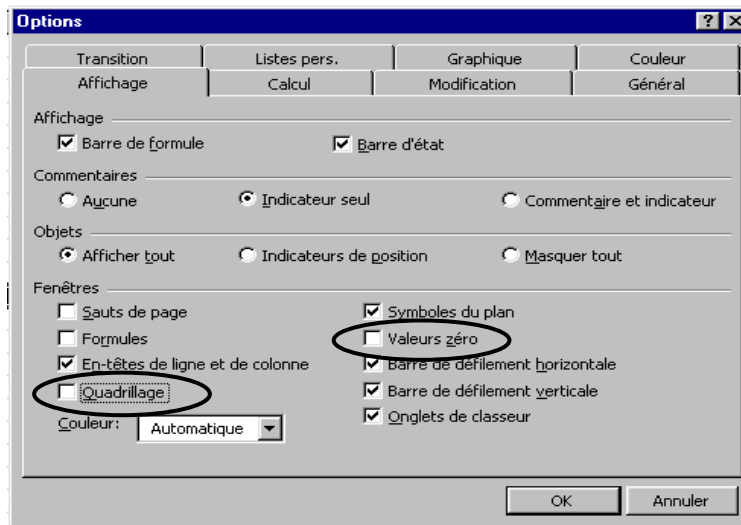 Options
Transition Listes pers. Graphique Couleur
Affichage Calcul Modification Général
Affichage
Barre de formule Barre d'état
Commentaires
Aucune Indicateur seul Commentaire et indicateur
Objets
Afficher tout Indicateurs de position Masquer tout
Fenêtres
Sauts de page Symboles du plan
Formules Valeurs zéro
En-têtes de ligne et de colonne Barre de défilement horizontale
Quadrillage Barre de défilement verticale
Couleur: Automatique Onglets de classeur
OK Annuler